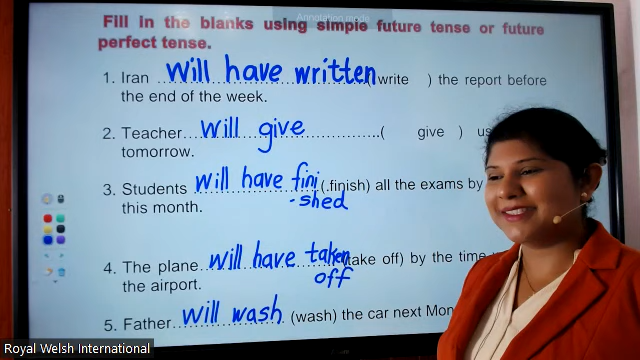 Annotation mode
Fill in the blanks using simple future tense or future
perfect tense.
1. Iran ...will have written (write ) the report before
the end of the week.
2. Teacher...will give...( give ) us
tomorrow.
3. Students ...will have fini (.finish) all the exams by
-shed
this month.
4. The plane...will have taken (take off) by the time
off
the airport.
5. Father...will wash (wash) the car next Mon
Royal Welsh International